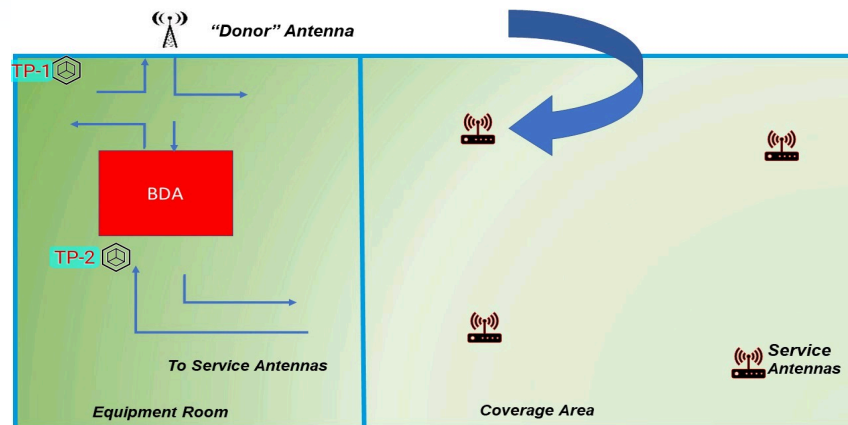 “Donor” Antenna
TP-1
BDA
TP-2
To Service Antennas
Service
Antennas
Equipment Room
Coverage Area